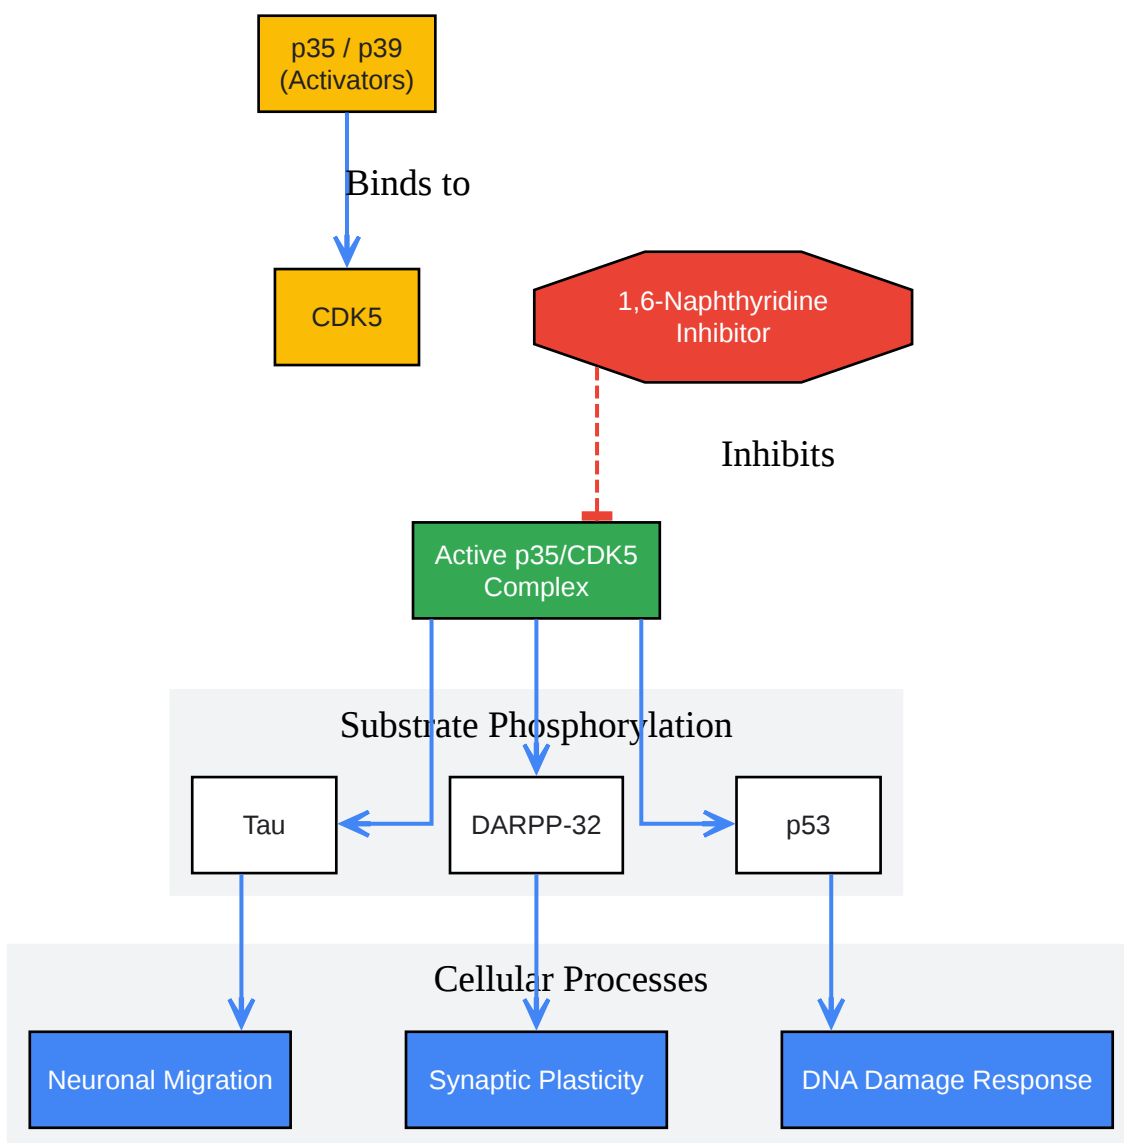 p35 / p39
(Activators)
Binds to
CDK5
1,6-Naphthyridine
Inhibitor
Inhibits
Active p35/CDK5
Complex
Substrate Phosphorylation
Tau
DARPP-32
p53
Cellular Processes
Neuronal Migration
Synaptic Plasticity
DNA Damage Response